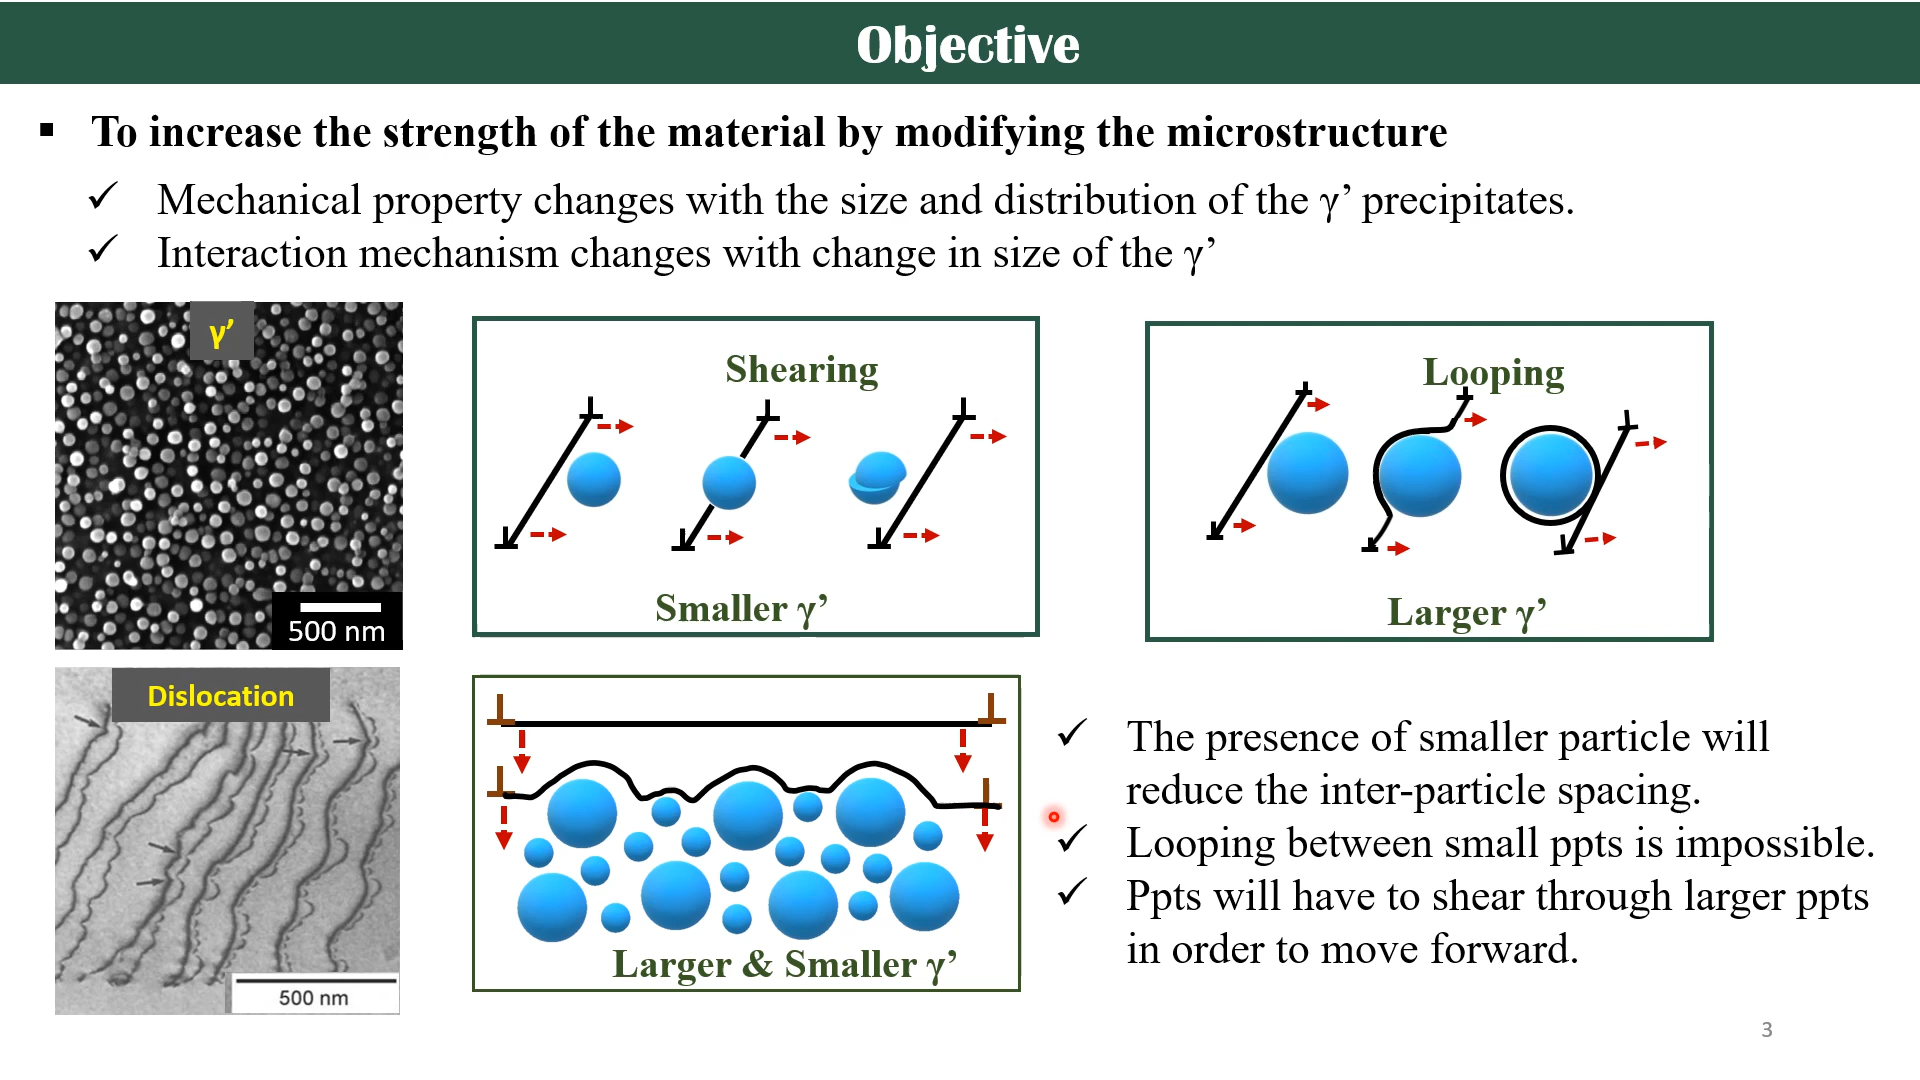 Objective
▪ To increase the strength of the material by modifying the microstructure
✓ Mechanical property changes with the size and distribution of the γ’ precipitates.
✓ Interaction mechanism changes with change in size of the γ’
γ’
500 nm
Shearing
Smaller γ’
Looping
Larger γ’
Dislocation
500 nm
Larger & Smaller γ’
✓ The presence of smaller particle will
reduce the inter-particle spacing.
✓ Looping between small ppts is impossible.
✓ Ppts will have to shear through larger ppts
in order to move forward.
3